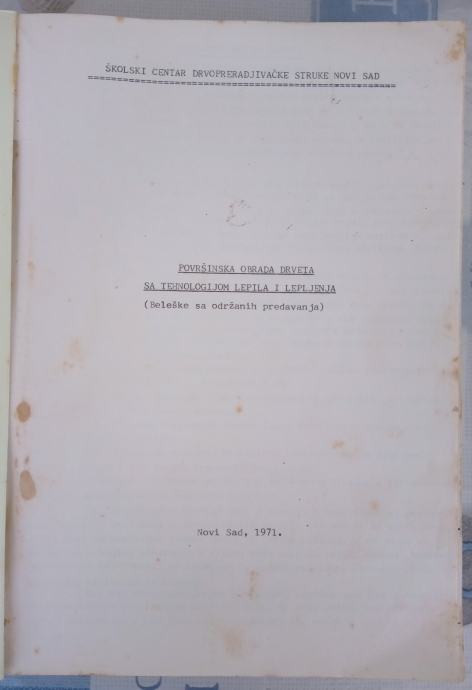 ŠKOLSKI CENTAR DRVOPRERADJIVAČKE STRUKE NOVI SAD
POVRŠINSKA OBRADA DRVETA
SA TEHNOLOGIJOM LEPILA I LEPLJENJA
(Beleške sa održanih predavanja)
Novi Sad, 1971.